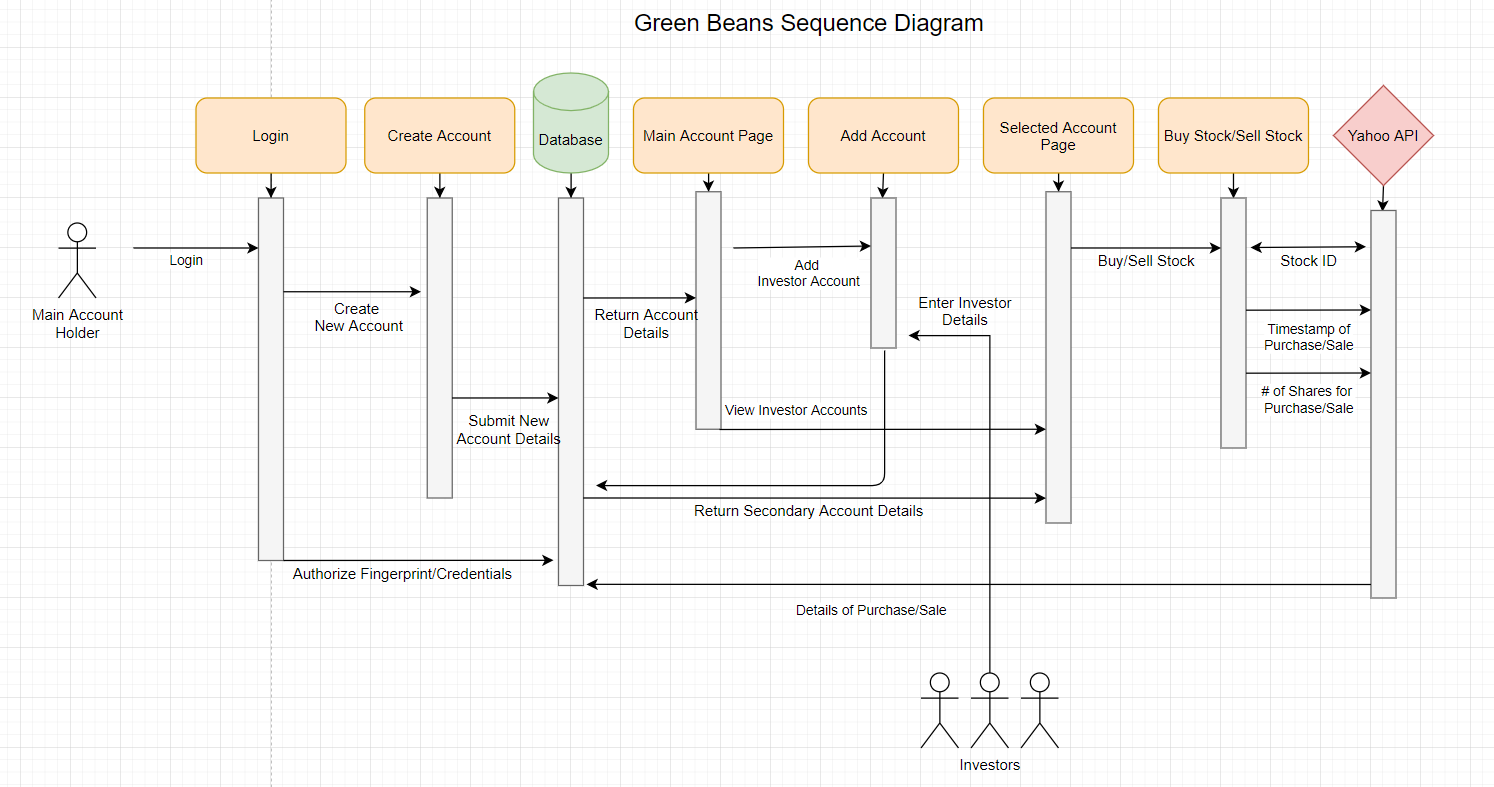 Green Beans Sequence Diagram
Login
Create Account
Database
Main Account Page
Add Account
Selected Account
Page
Buy Stock/Sell Stock
Yahoo API
Main Account
Holder
Login
Create
New Account
Submit New
Account Details
Return Account
Details
Add
Investor Account
Enter Investor
Details
View Investor Accounts
Buy/Sell Stock
Stock ID
Timestamp of
Purchase/Sale
# of Shares for
Purchase/Sale
Return Secondary Account Details
Authorize Fingerprint/Credentials
Details of Purchase/Sale
Investors